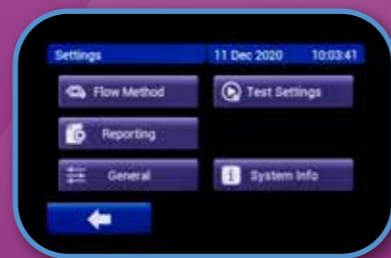 Settings 11 Dec 2020 10:03:41
Flow Method Test Settings
Reporting
General System Info